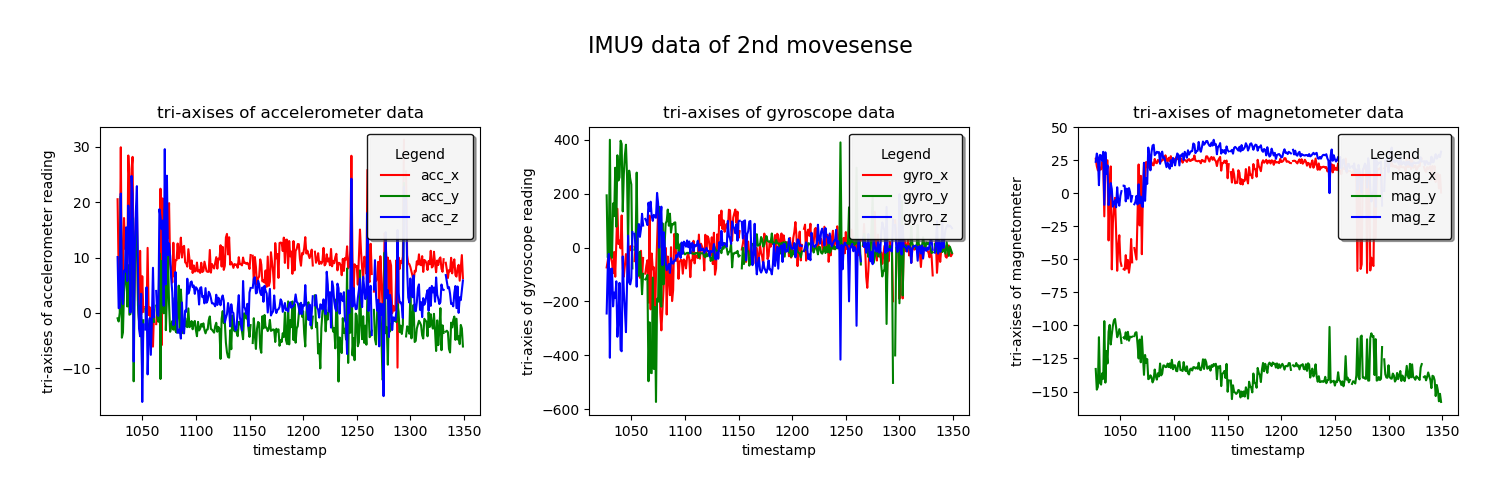 IMU9 data of 2nd movesense
tri-axises of accelerometer data
tri-axises of accelerometer reading
30
20
10
0
−10
1050 1100 1150 1200 1250 1300 1350
timestamp
Legend
acc_x
acc_y
acc_z
tri-axises of gyroscope data
tri-axies of gyroscope reading
400
200
0
−200
−400
−600
1050 1100 1150 1200 1250 1300 1350
timestamp
Legend
gyro_x
gyro_y
gyro_z
tri-axises of magnetometer data
tri-axises of magnetometer
50
25
0
−25
−50
−75
−100
−125
−150
1050 1100 1150 1200 1250 1300 1350
timestamp
Legend
mag_x
mag_y
mag_z